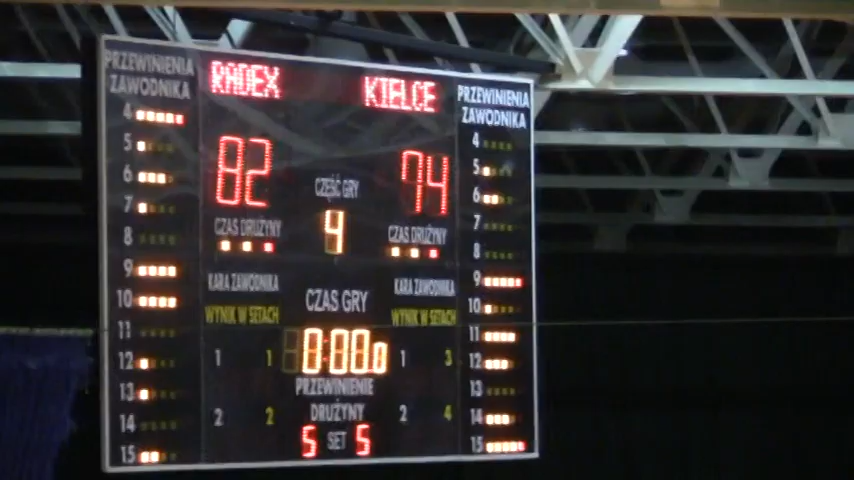 PRZEWINIENIA
ZAWODNIKA
RADEX KIELCE
PRZEWINIENIA
ZAWODNIKA
4
5
6
7
8
9
10
11
12
13
14
15
82 74
CZĘŚĆ GRY
4
CZAS DRUŻYNY CZAS DRUŻYNY
KARA ZAWODNIKA KARA ZAWODNIKA
CZAS GRY
WYNIK W SETACH WYNIK W SETACH
1 1 0:00.0 1 3
PRZEWINIENIE
DRUŻYNY
2 2 2 4
5 SET 5
4
5
6
7
8
9
10
11
12
13
14
15